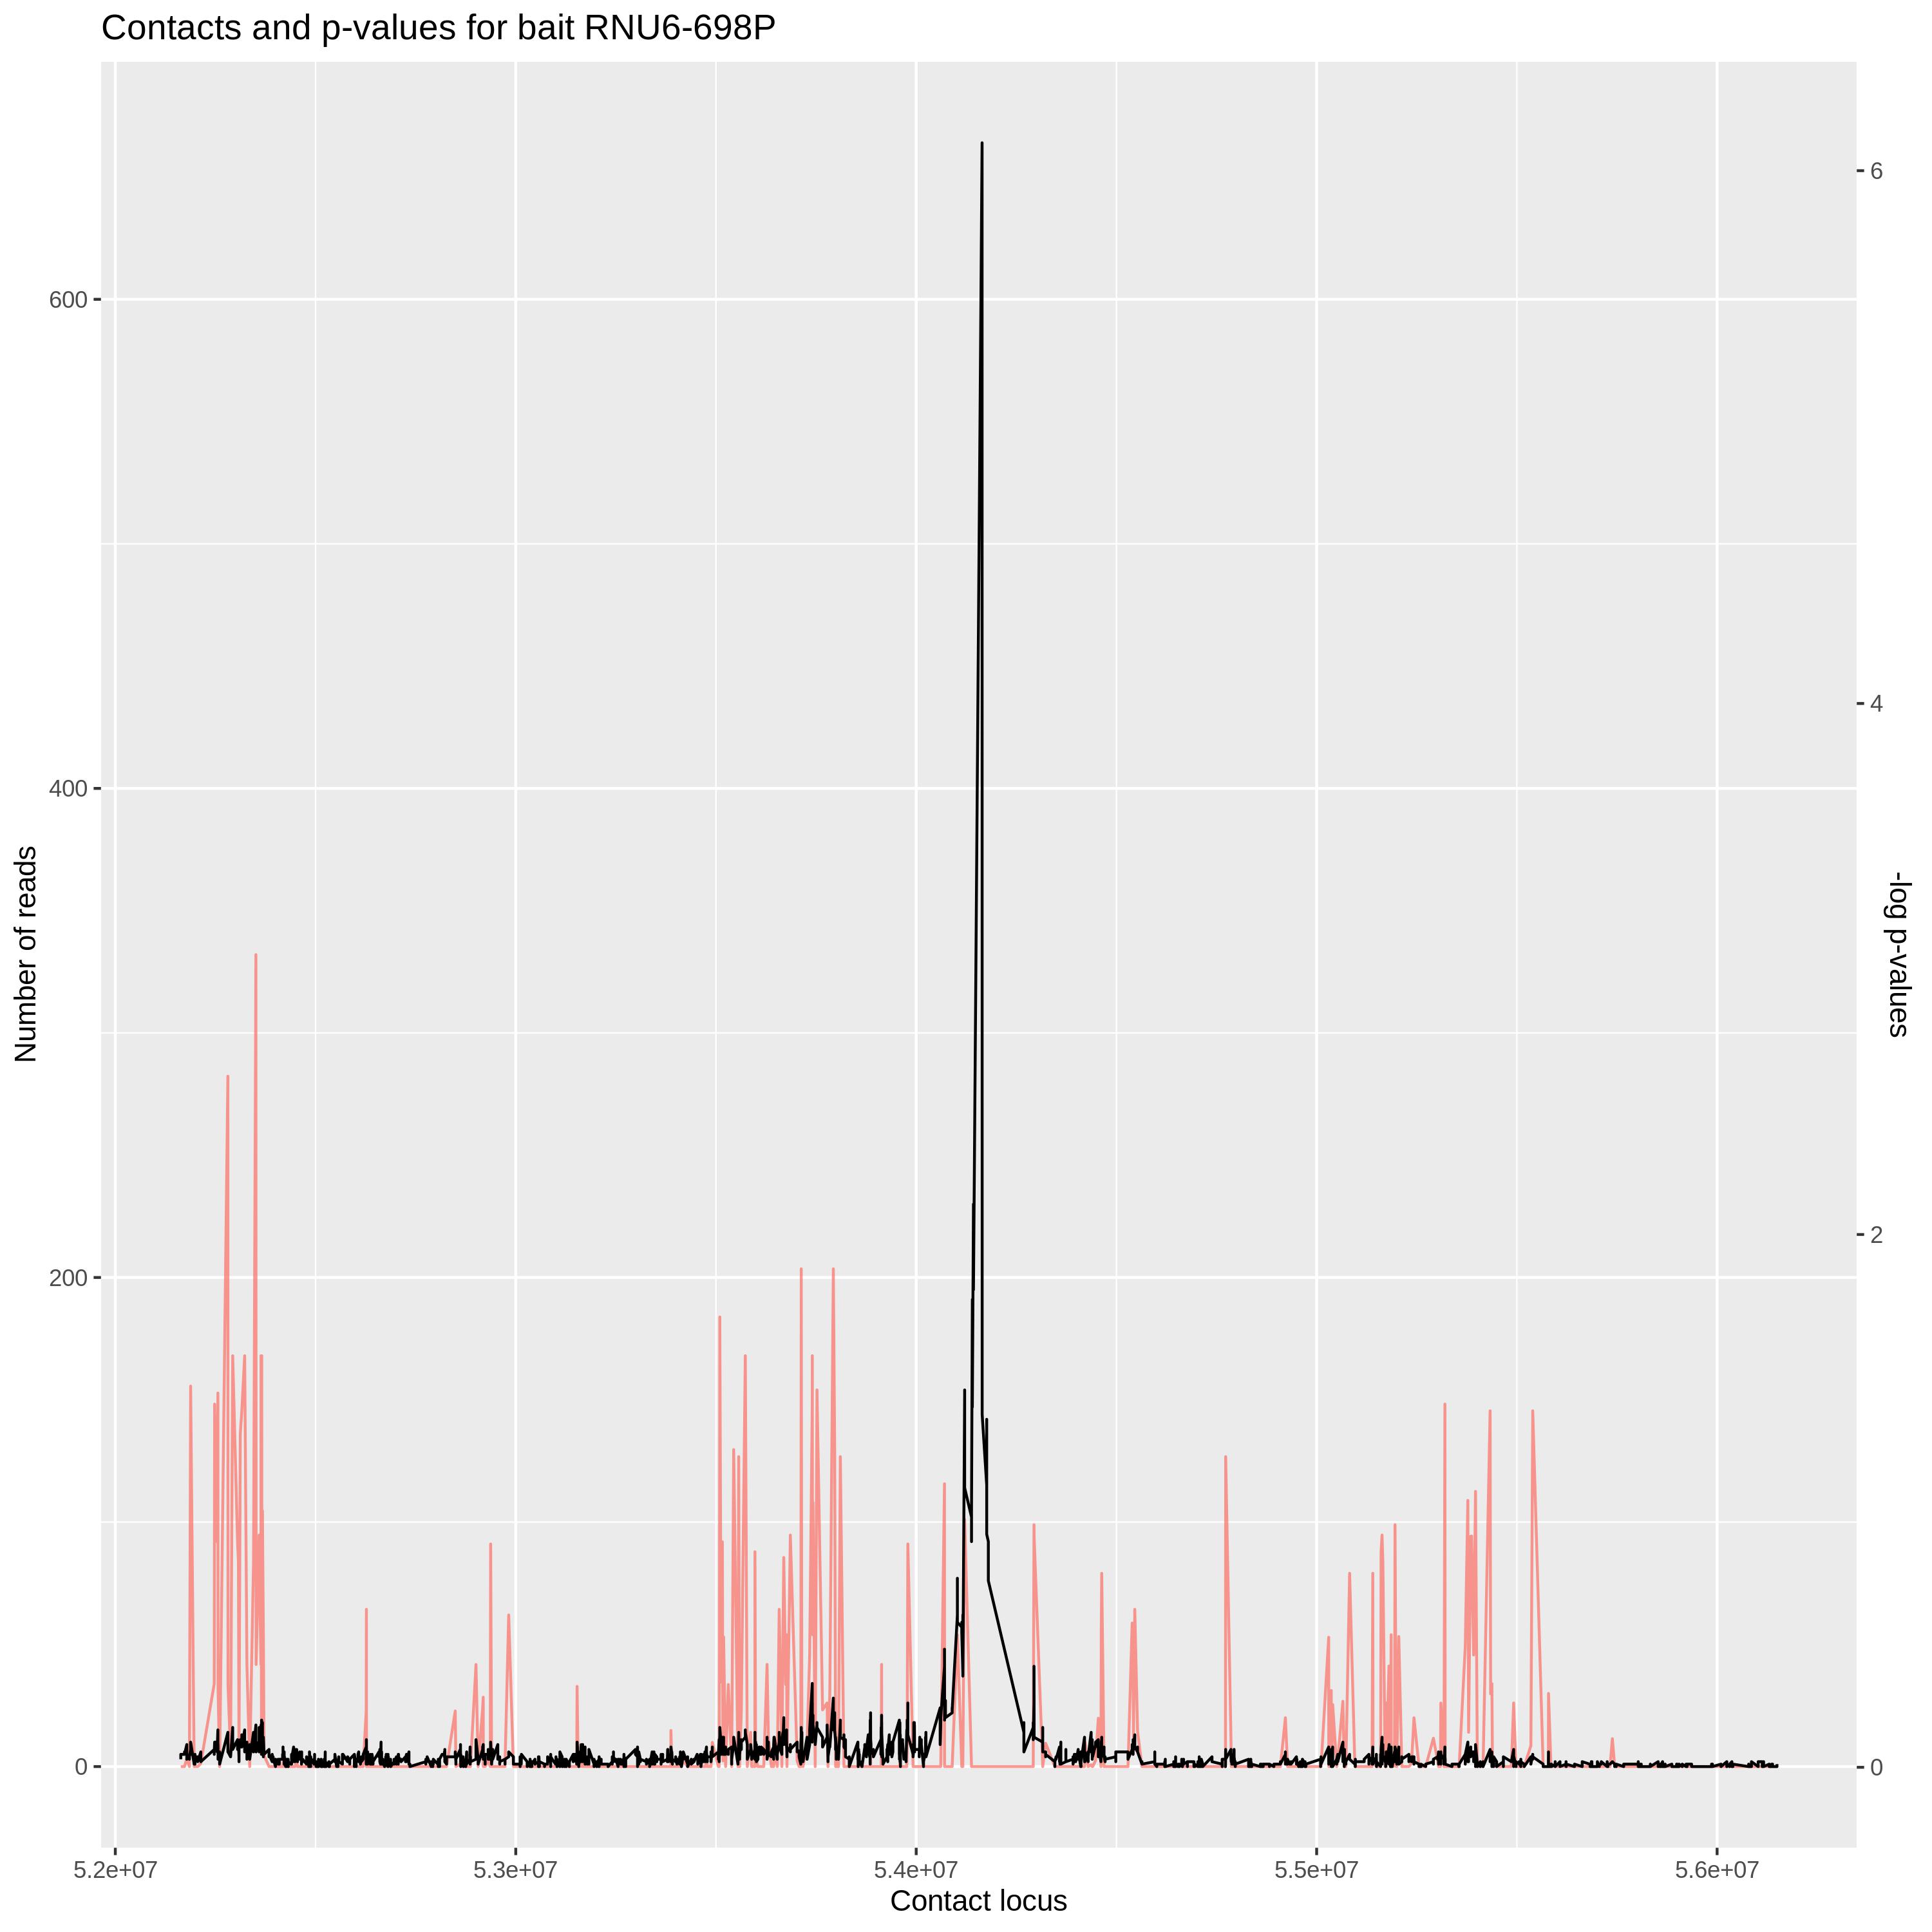 Contacts and p-values for bait RNU6-698P
6
600
4
400
Number of reads
-log p-values
2
200
0
0
5.2e+07
5.3e+07
5.4e+07
5.5e+07
5.6e+07
Contact locus